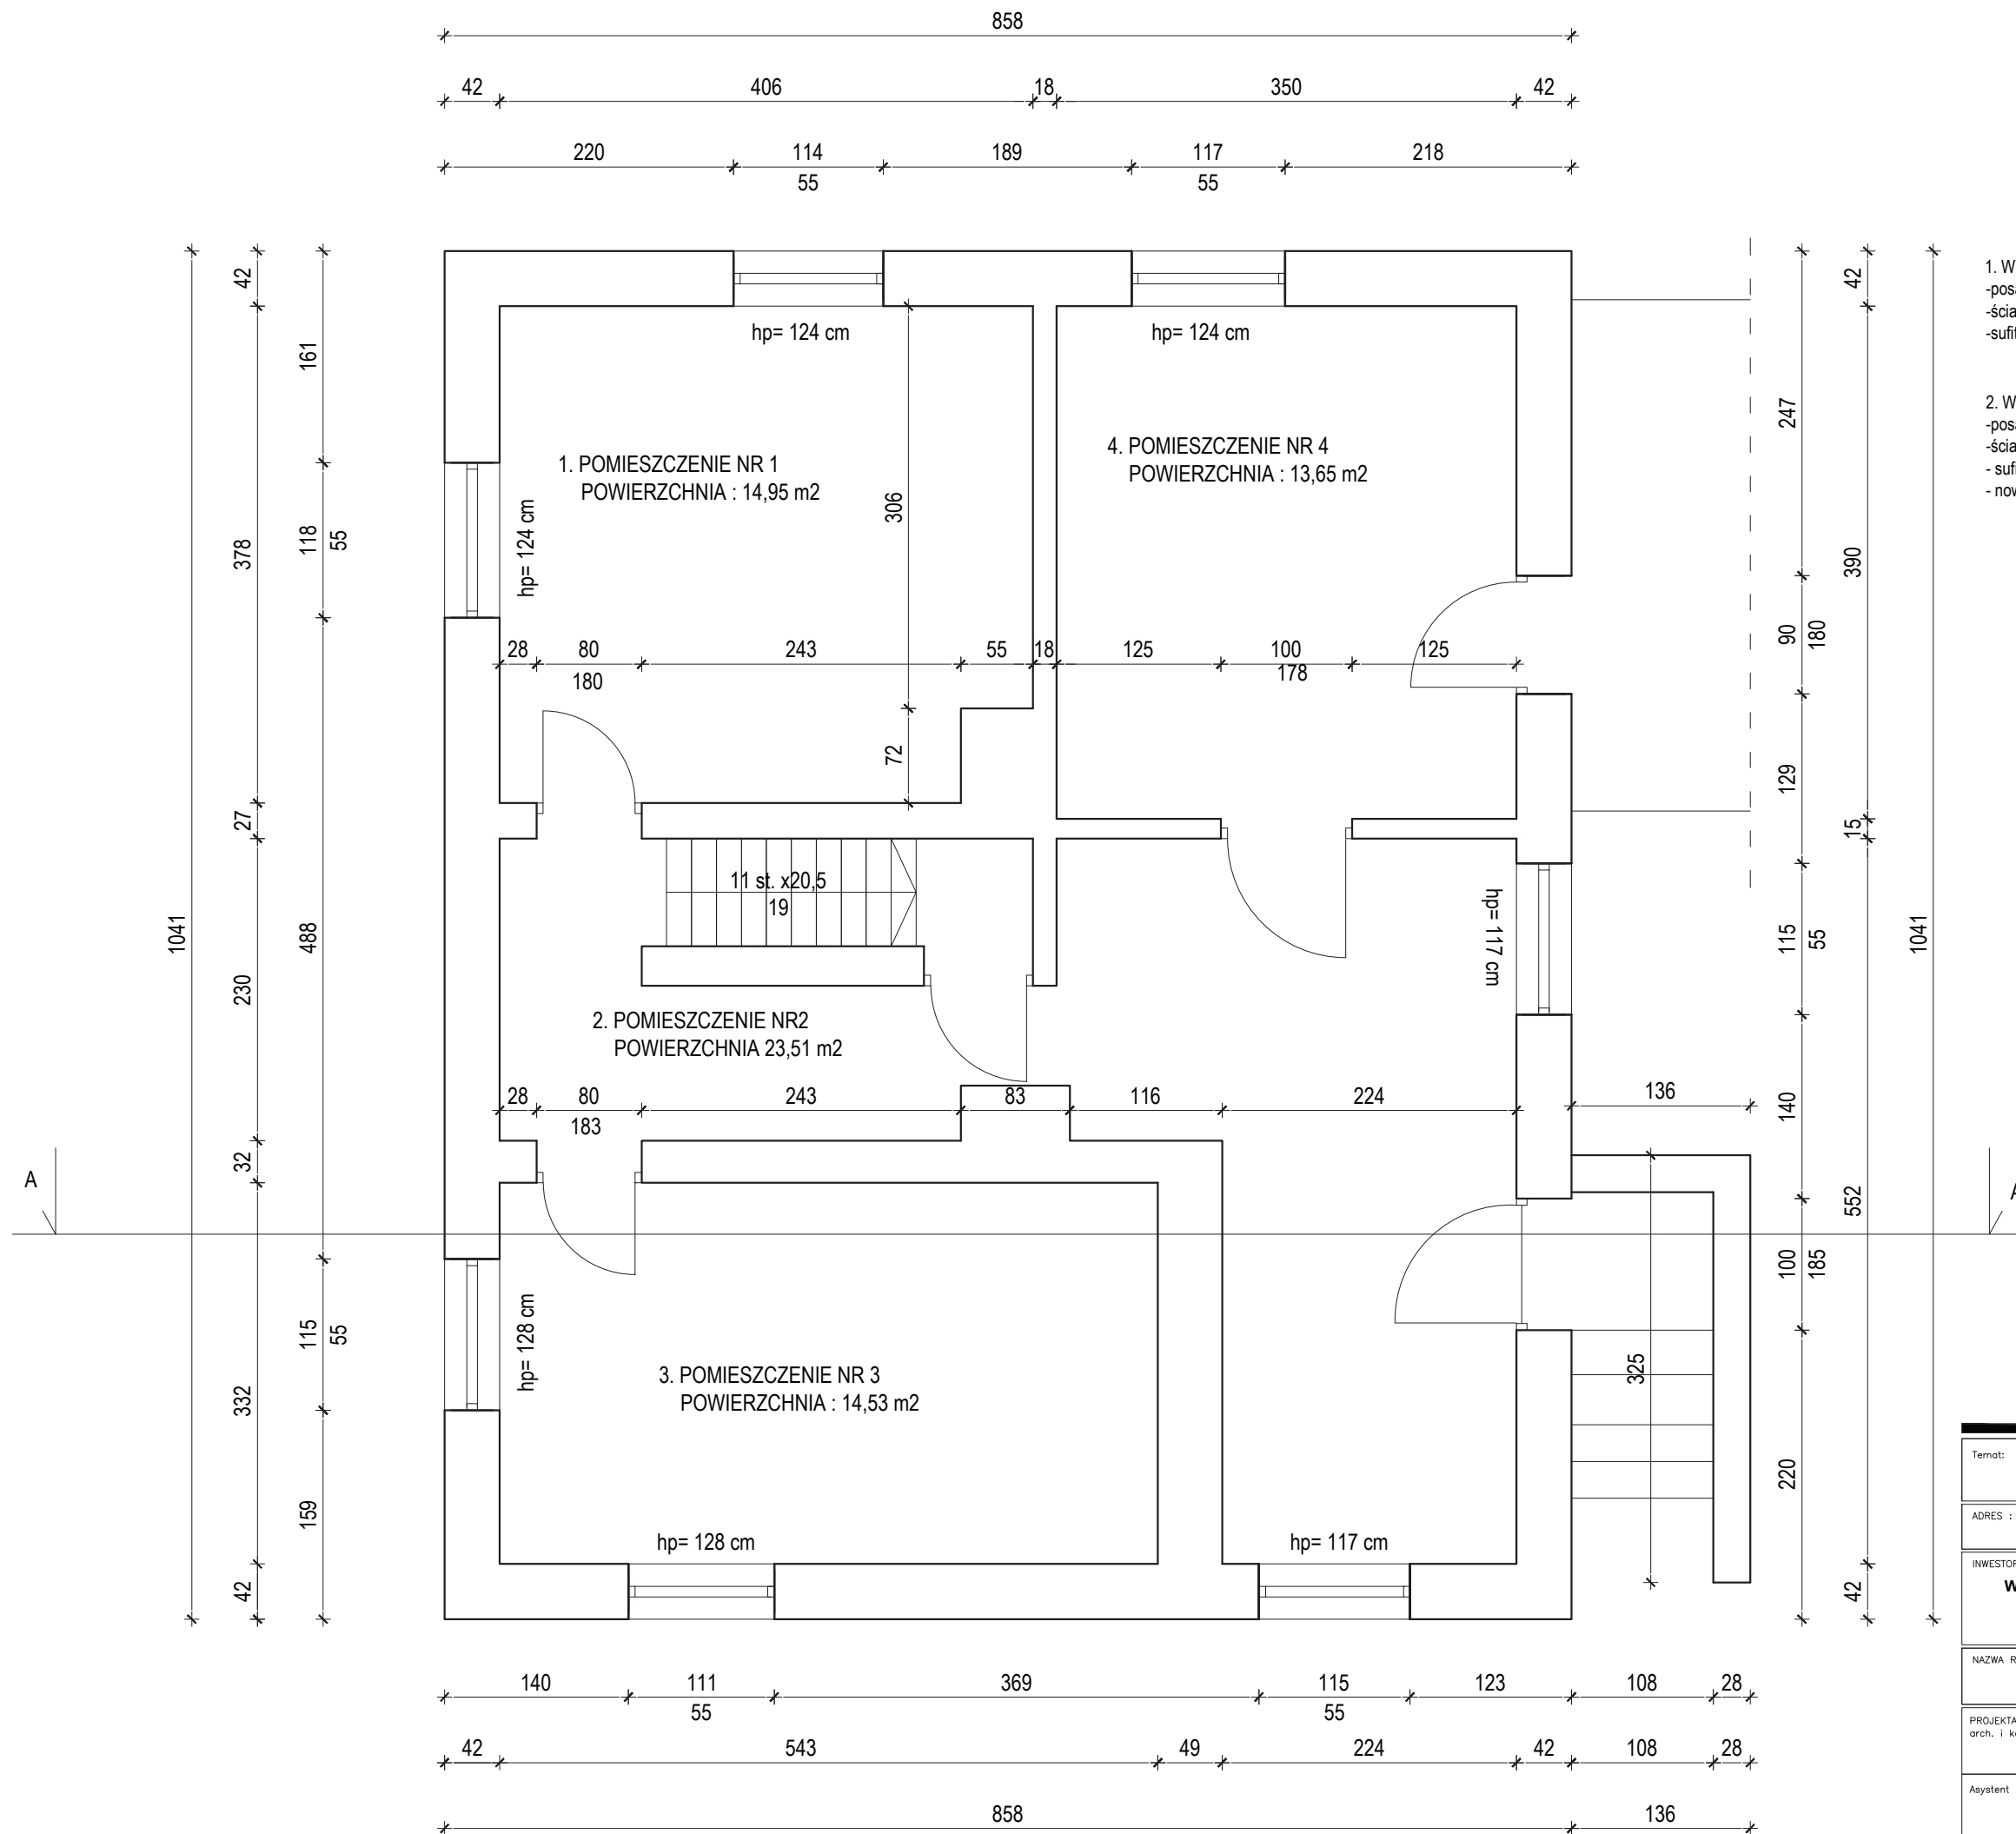 858
42 406 18 350 42
220 114 189 117 218
55 55
42 378 27 230 32 332 42
161 118 488 115 159
55 55
1041
hp= 124 cm
hp= 124 cm
1. POMIESZCZENIE NR 1
POWIERZCHNIA : 14,95 m2
4. POMIESZCZENIE NR 4
POWIERZCHNIA : 13,65 m2
hp= 124 cm
306
72
28 80 243 55 18 125 100 125
180 178
11 st. x20,5
19
hp= 117 cm
2. POMIESZCZENIE NR2
POWIERZCHNIA 23,51 m2
28 80 243 83 116 224 136
183
A
hp= 128 cm
3. POMIESZCZENIE NR 3
POWIERZCHNIA : 14,53 m2
325
hp= 128 cm
hp= 117 cm
247 90 129 115 140 100 220
180 55 185
42 390 15 552 42
1041
140 111 369 115 123 108 28
55 55
42 543 49 224 42 108 28
858 136
1. W
2. W
Temat:
ADRES :
W
NAZWA
arch. i
Asystent